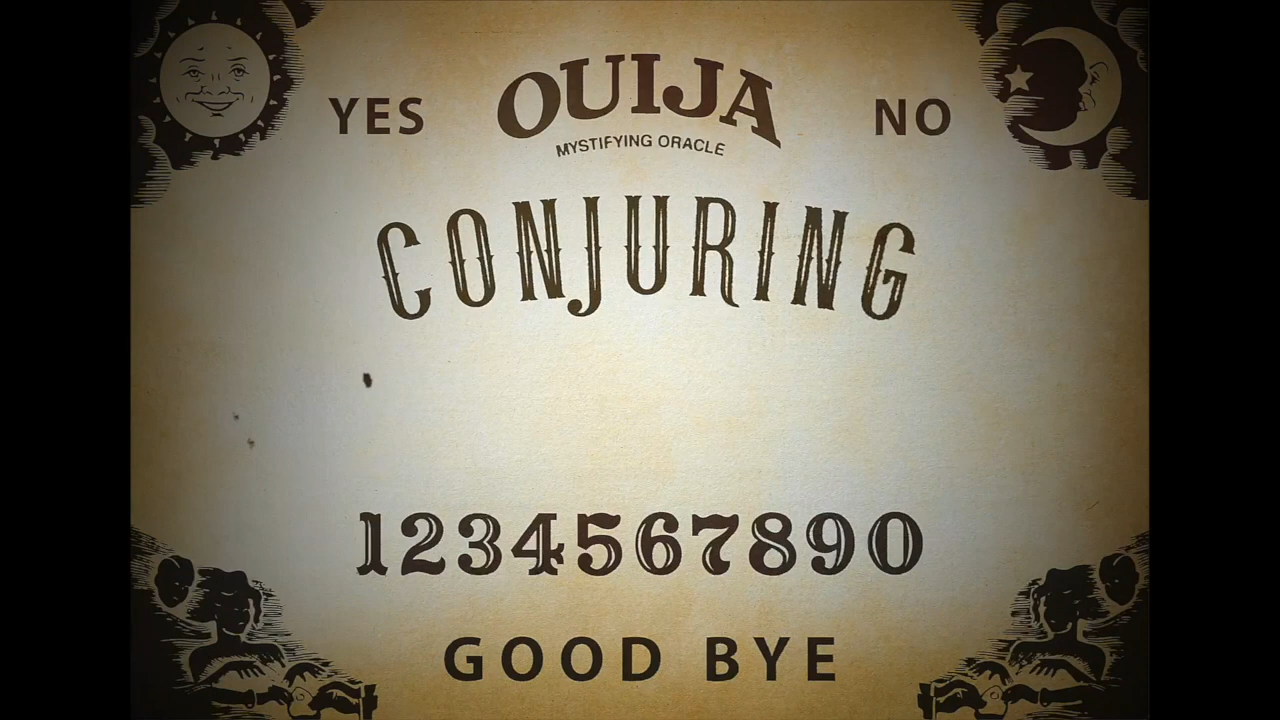 YES OUIJA NO
MYSTIFYING ORACLE
CONJURING
1234567890
GOOD BYE